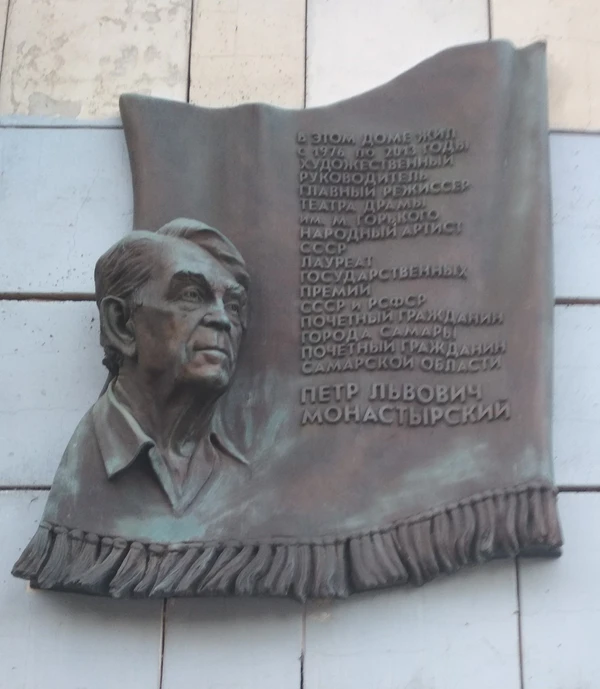 В ЭТОМ ДОМЕ ЖИЛ
С 1976 ПО 2013 ГОДЫ
ХУДОЖЕСТВЕННЫЙ
РУКОВОДИТЕЛЬ
ГЛАВНЫЙ РЕЖИССЕР
ТЕАТРА ДРАМЫ
ИМ. М. ГОРЬКОГО
НАРОДНЫЙ АРТИСТ
СССР
ЛАУРЕАТ
ГОСУДАРСТВЕННЫХ
ПРЕМИЙ
СССР И РСФСР
ПОЧЕТНЫЙ ГРАЖДАНИН
ГОРОДА САМАРЫ
ПОЧЕТНЫЙ ГРАЖДАНИН
САМАРСКОЙ ОБЛАСТИ
ПЕТР ЛЬВОВИЧ
МОНАСТЫРСКИЙ